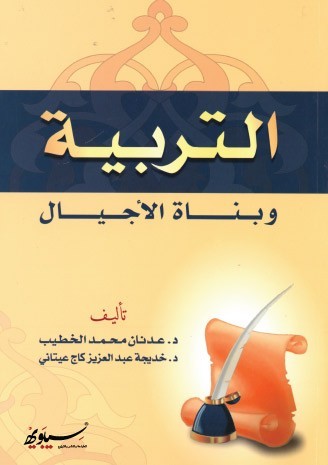 التربية
وبناة الأجيال
تأليف
د. عدنان محمد الخطيب
د. خديجة عبد العزيز كاج عيتاني